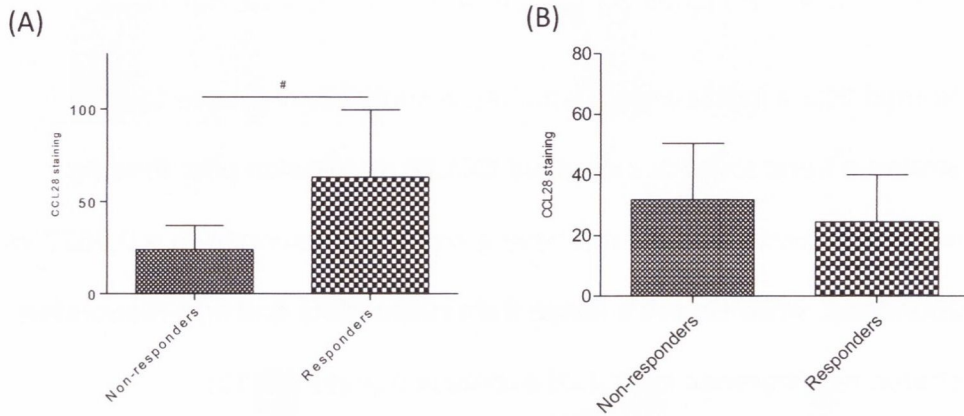 (A)
#
CCL28 staining
100
50
0
Non-responders
Responders
(B)
CCL28 staining
80
60
40
20
0
Non-responders
Responders